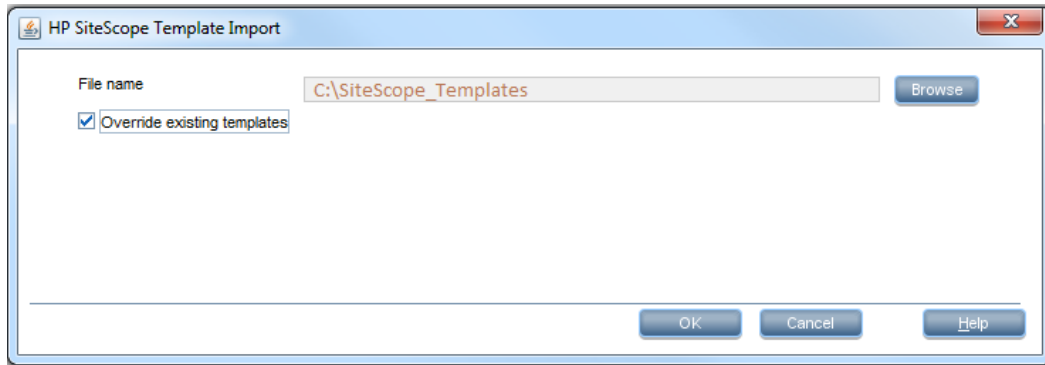 HP SiteScope Template Import
File name
C:\SiteScope_Templates
Browse
Override existing templates
OK
Cancel
Help